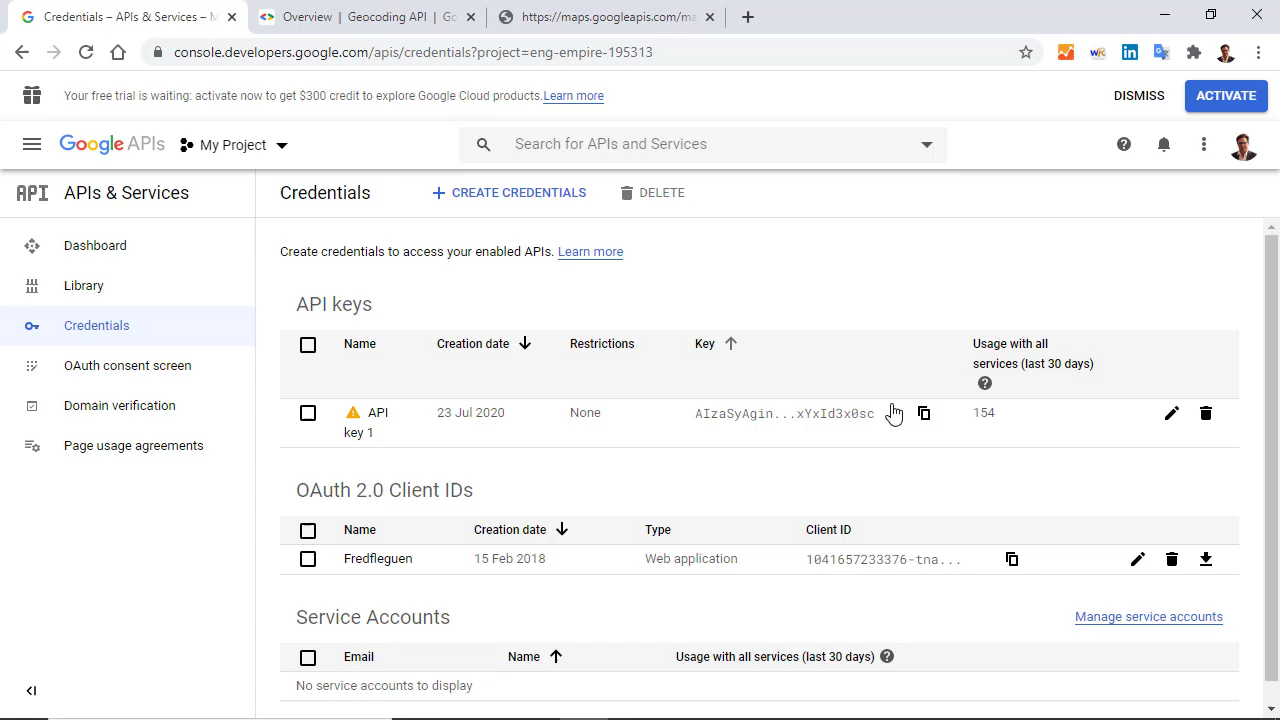 Credentials – APIs & Services – M
Overview | Geocoding API | Go
https://maps.googleapis.com/ma
console.developers.google.com/apis/credentials?project=eng-empire-195313
Your free trial is waiting: activate now to get $300 credit to explore Google Cloud products. Learn more
DISMISS
ACTIVATE
Google APIs
My Project
Search for APIs and Services
API APIs & Services
Credentials
+ CREATE CREDENTIALS
DELETE
Dashboard
Library
Credentials
OAuth consent screen
Domain verification
Page usage agreements
Create credentials to access your enabled APIs. Learn more
API keys
Name
Creation date
Restrictions
Key
Usage with all
services (last 30 days)
API
key 1
23 Jul 2020
None
AIzaSyAgin...xYxId3x0sc
154
OAuth 2.0 Client IDs
Name
Creation date
Type
Client ID
Fredfleguen
15 Feb 2018
Web application
1041657233376-tna...
Service Accounts
Manage service accounts
Email
Name
Usage with all services (last 30 days)
No service accounts to display